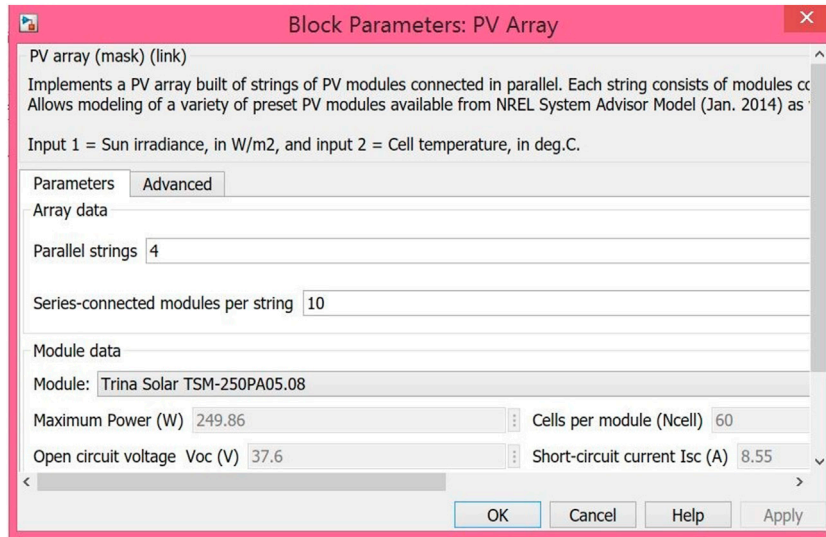 Block Parameters: PV Array
PV array (mask) (link)
Implements a PV array built of strings of PV modules connected in parallel. Each string consists of modules
Allows modeling of a variety of preset PV modules available from NREL System Advisor Model (Jan. 2014) as
Input 1 = Sun irradiance, in W/m2, and input 2 = Cell temperature, in deg.C.
Parameters Advanced
Array data
Parallel strings 4
Series-connected modules per string 10
Module data
Module: Trina Solar TSM-250PA05.08
Maximum Power (W) 249.86 Cells per module (Ncell) 60
Open circuit voltage Voc (V) 37.6 Short-circuit current Isc (A) 8.55
OK Cancel Help Apply